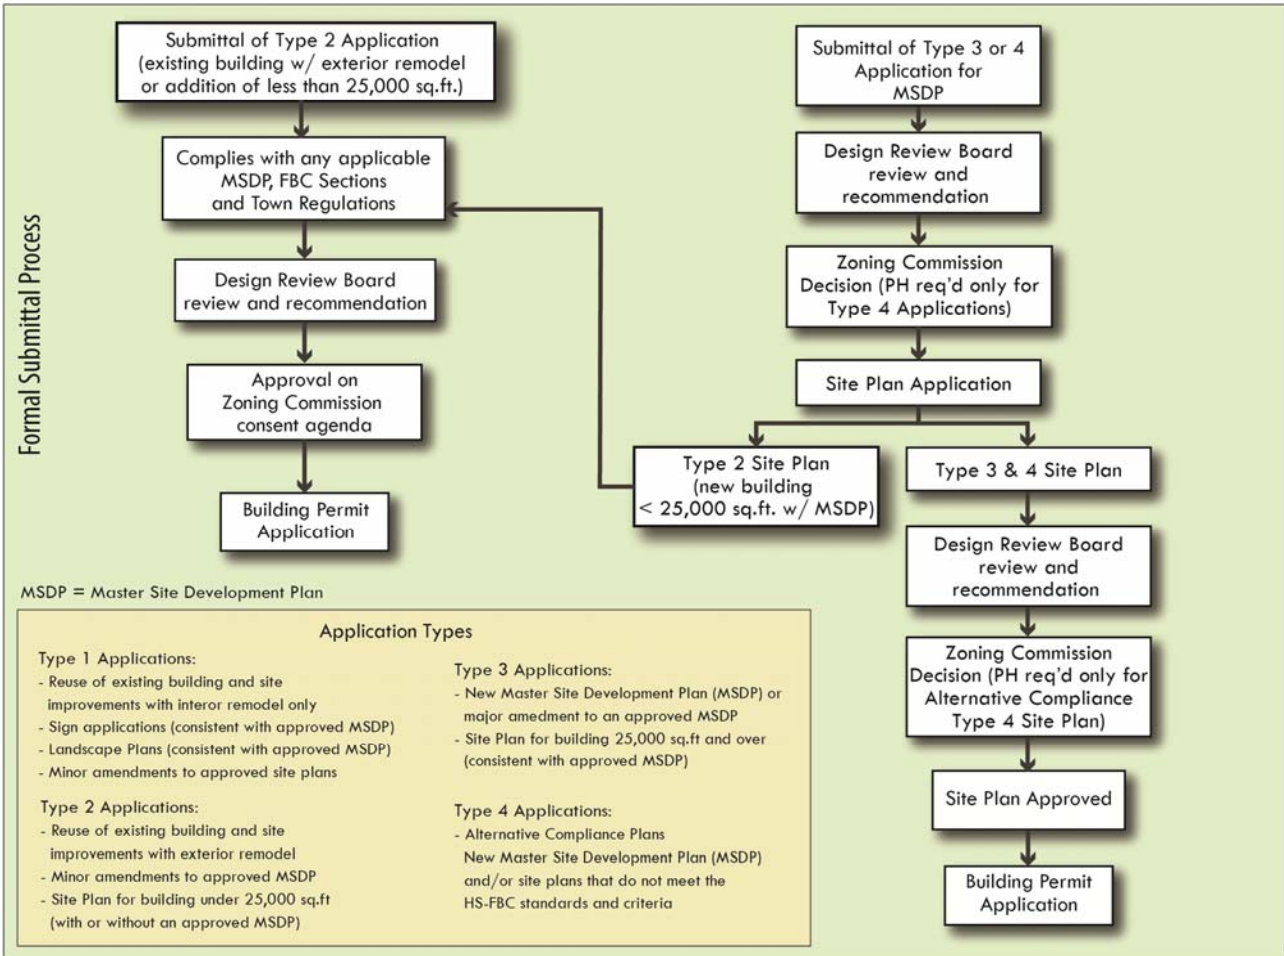 Formal Submittal Process
Submittal of Type 2 Application
(existing building w/ exterior remodel
or addition of less than 25,000 sq.ft.)
Complies with any applicable
MSDP, FBC Sections
and Town Regulations
Design Review Board
review and recommendation
Approval on
Zoning Commission
consent agenda
Building Permit
Application
Submittal of Type 3 or 4
Application for
MSDP
Design Review Board
review and
recommendation
Zoning Commission
Decision (PH req'd only for
Type 4 Applications)
Site Plan Application
Type 2 Site Plan
(new building
< 25,000 sq.ft. w/ MSDP)
Type 3 & 4 Site Plan
Design Review Board
review and
recommendation
Zoning Commission
Decision (PH req'd only for
Alternative Compliance
Type 4 Site Plan)
Site Plan Approved
Building Permit
Application
MSDP = Master Site Development Plan
Application Types
Type 1 Applications:
- Reuse of existing building and site
improvements with interor remodel only
- Sign applications (consistent with approved MSDP)
- Landscape Plans (consistent with approved MSDP)
- Minor amendments to approved site plans
Type 2 Applications:
- Reuse of existing building and site
improvements with exterior remodel
- Minor amendments to approved MSDP
- Site Plan for building under 25,000 sq.ft
(with or without an approved MSDP)
Type 3 Applications:
- New Master Site Development Plan (MSDP) or
major amedment to an approved MSDP
- Site Plan for building 25,000 sq.ft and over
(consistent with approved MSDP)
Type 4 Applications:
- Alternative Compliance Plans
New Master Site Development Plan (MSDP)
and/or site plans that do not meet the
HS-FBC standards and criteria